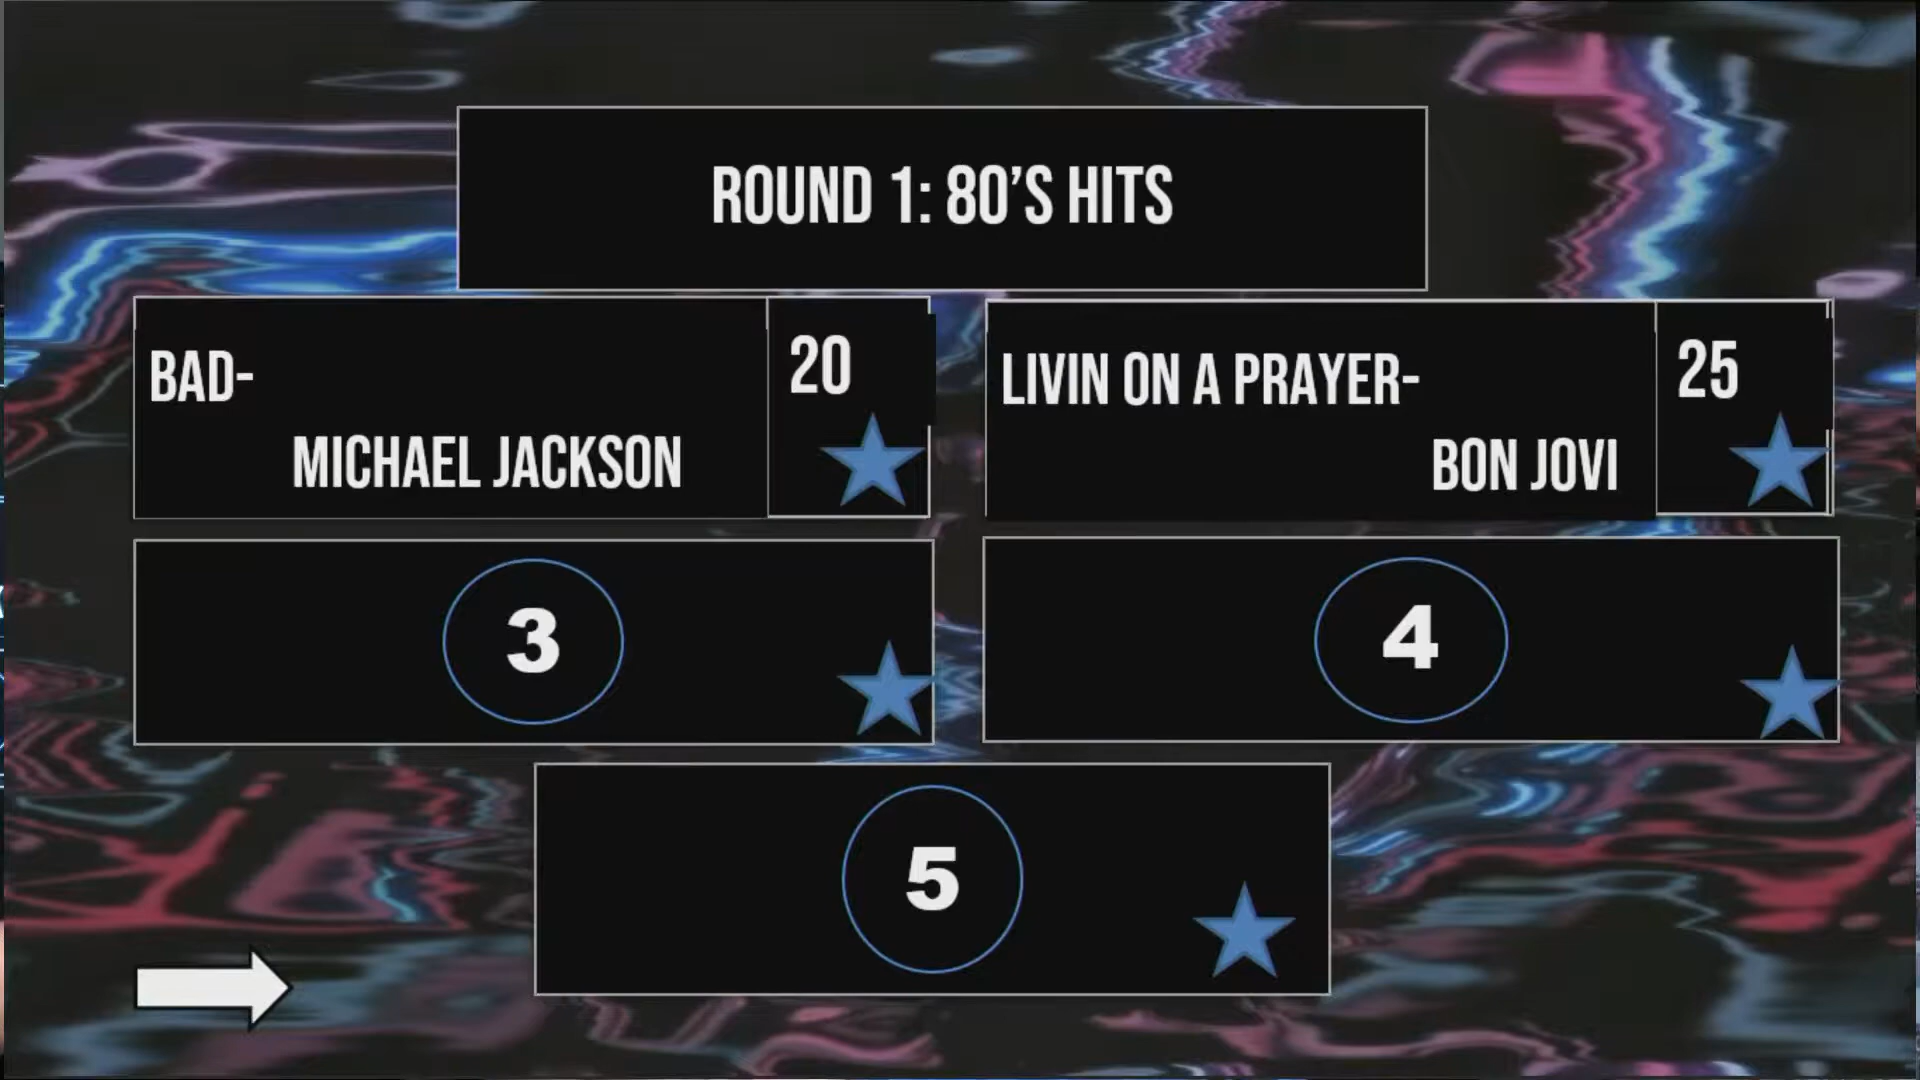 ROUND 1: 80’S HITS
BAD-
MICHAEL JACKSON
20
LIVIN ON A PRAYER-
BON JOVI
25
3
4
5